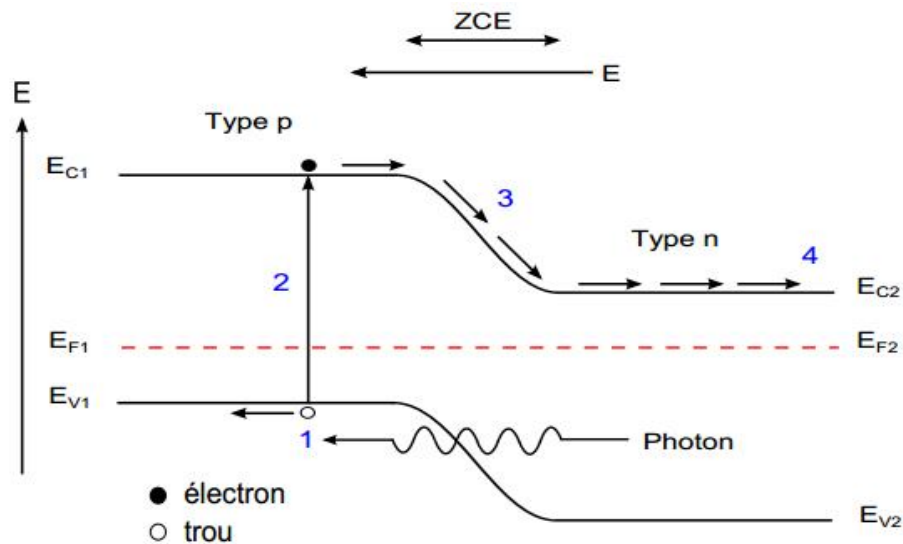 ZCE
E
E
Type p
E_C1
3
Type n
4
2
E_C2
E_F1
E_F2
E_V1
1
Photon
électron
trou
E_V2